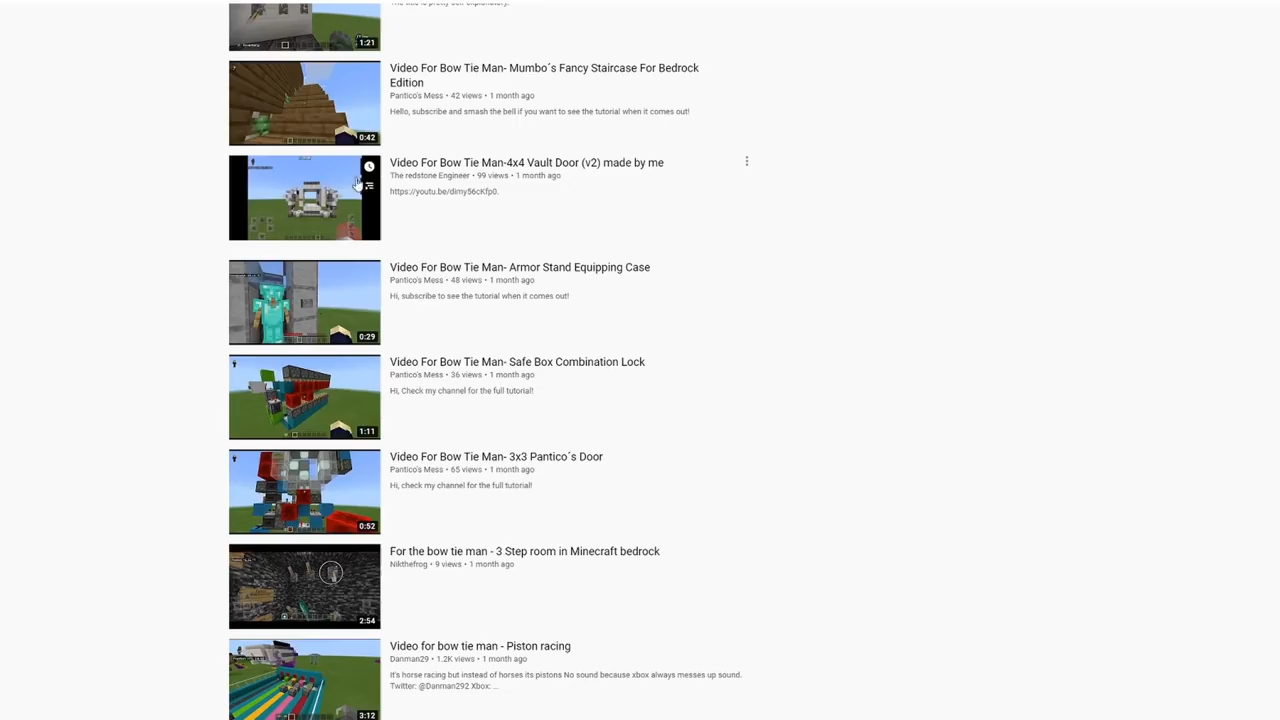 The title is pretty self explanatory.
1:21
Video For Bow Tie Man- Mumbo´s Fancy Staircase For Bedrock
Edition
Pantico's Mess • 42 views • 1 month ago
Hello, subscribe and smash the bell if you want to see the tutorial when it comes out!
0:42
Video For Bow Tie Man-4x4 Vault Door (v2) made by me
The redstone Engineer • 99 views • 1 month ago
https://youtu.be/dimy56cKfp0.
Video For Bow Tie Man- Armor Stand Equipping Case
Pantico's Mess • 48 views • 1 month ago
Hi, subscribe to see the tutorial when it comes out!
0:29
Video For Bow Tie Man- Safe Box Combination Lock
Pantico's Mess • 36 views • 1 month ago
Hi, Check my channel for the full tutorial!
1:11
Video For Bow Tie Man- 3x3 Pantico´s Door
Pantico's Mess • 65 views • 1 month ago
Hi, check my channel for the full tutorial!
0:52
For the bow tie man - 3 Step room in Minecraft bedrock
Nikthefrog • 9 views • 1 month ago
2:54
Video for bow tie man - Piston racing
Danman29 • 1.2K views • 1 month ago
It's horse racing but instead of horses its pistons No sound because xbox always messes up sound.
Twitter: @Danman292 Xbox: ...
3:12